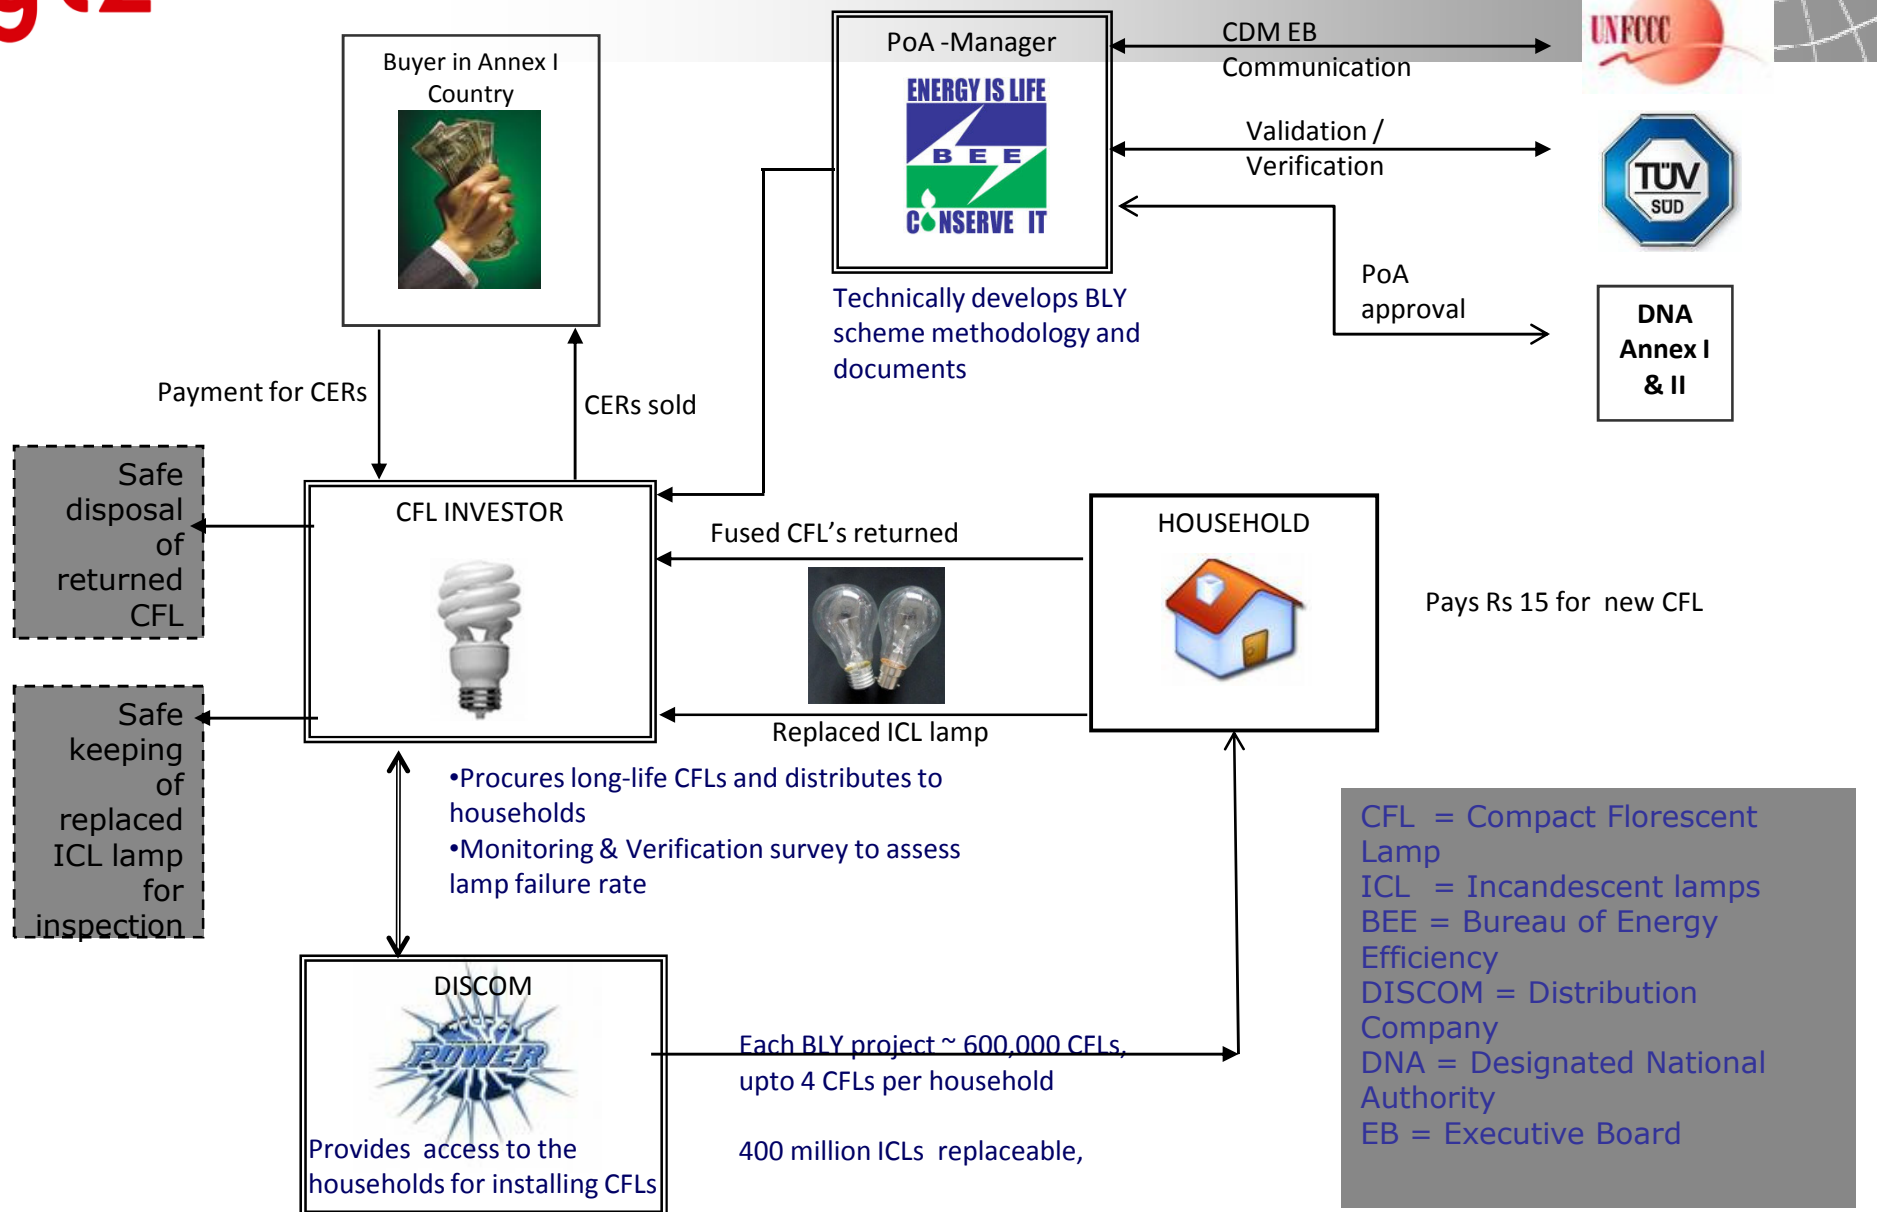 gtz
PoA -Manager
ENERGY IS LIFE
BEE
CONSERVE IT
CDM EB
Communication
UNFCCC
Buyer in Annex I
Country
Validation /
Verification
TÜV
SÜD
PoA
approval
DNA
Annex I
& II
Technically develops BLY
scheme methodology and
documents
Payment for CERs
CERs sold
Safe
disposal
of
returned
CFL
CFL INVESTOR
Fused CFL’s returned
HOUSEHOLD
Pays Rs 15 for  new CFL
Replaced ICL lamp
Safe
keeping
of
replaced
ICL lamp
for
inspection
•Procures long-life CFLs and distributes to
households
•Monitoring & Verification survey to assess
lamp failure rate
CFL  = Compact Florescent
Lamp
ICL  = Incandescent lamps
BEE = Bureau of Energy
Efficiency
DISCOM = Distribution
Company
DNA = Designated National
Authority
EB = Executive Board
DISCOM
POWER
Provides  access to the
households for installing CFLs
Each BLY project ~ 600,000 CFLs,
upto 4 CFLs per household
400 million ICLs  replaceable,